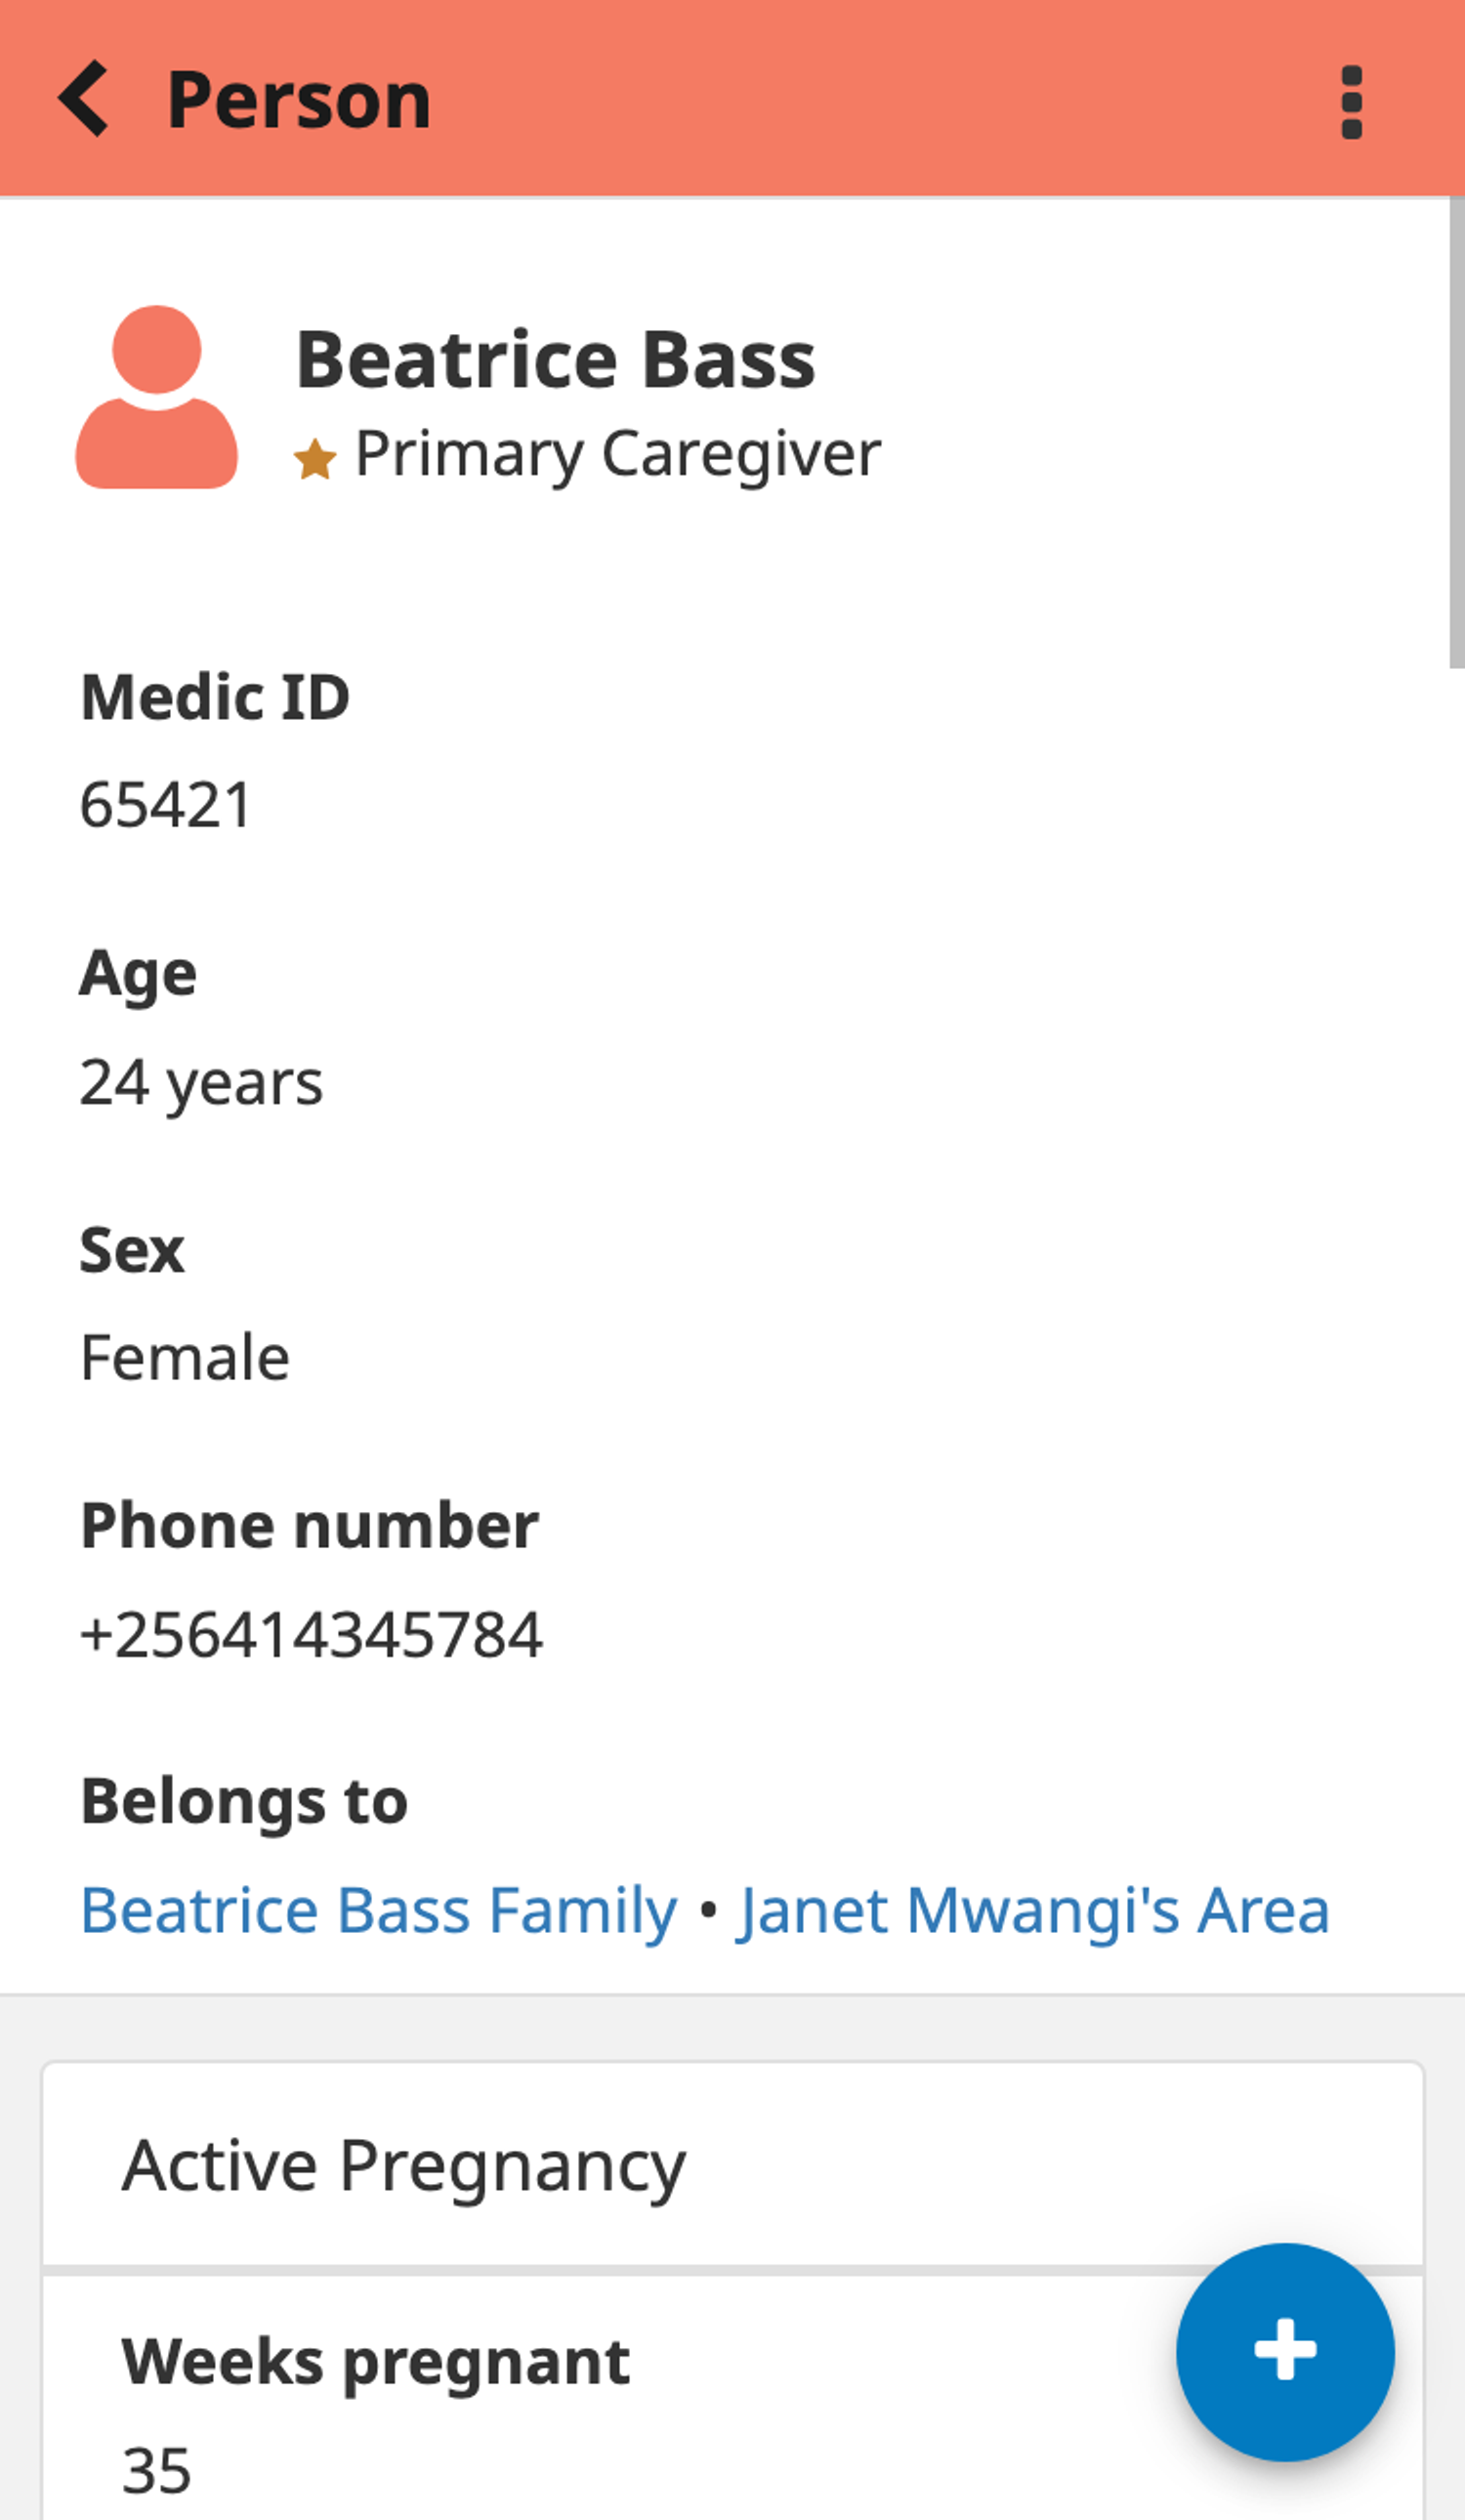 Person
Beatrice Bass
Primary Caregiver
Medic ID
65421
Age
24 years
Sex
Female
Phone number
+256414345784
Belongs to
Beatrice Bass Family • Janet Mwangi's Area
Active Pregnancy
Weeks pregnant
35